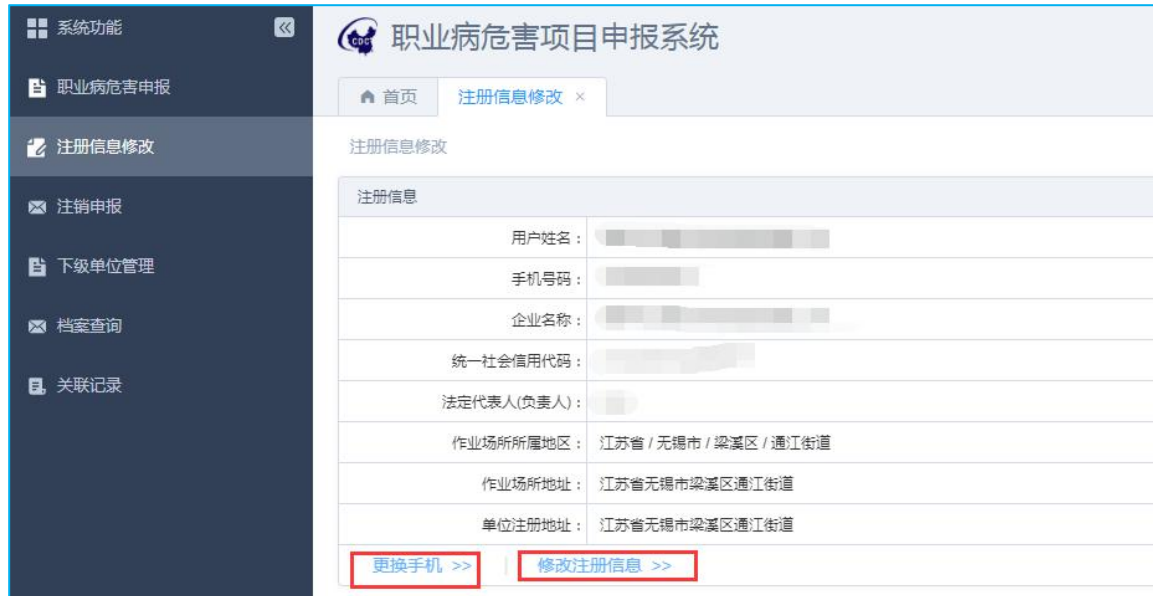 系统功能
职业病危害申报
注册信息修改
注销申报
下级单位管理
档案查询
关联记录
CDC 职业病危害项目申报系统
首页 注册信息修改 ×
注册信息修改
注册信息
用户姓名：
手机号码：
企业名称：
统一社会信用代码：
法定代表人(负责人)：
作业场所所属地区： 江苏省 / 无锡市 / 梁溪区 / 通江街道
作业场所地址： 江苏省无锡市梁溪区通江街道
单位注册地址： 江苏省无锡市梁溪区通江街道
更换手机 >> | 修改注册信息 >>